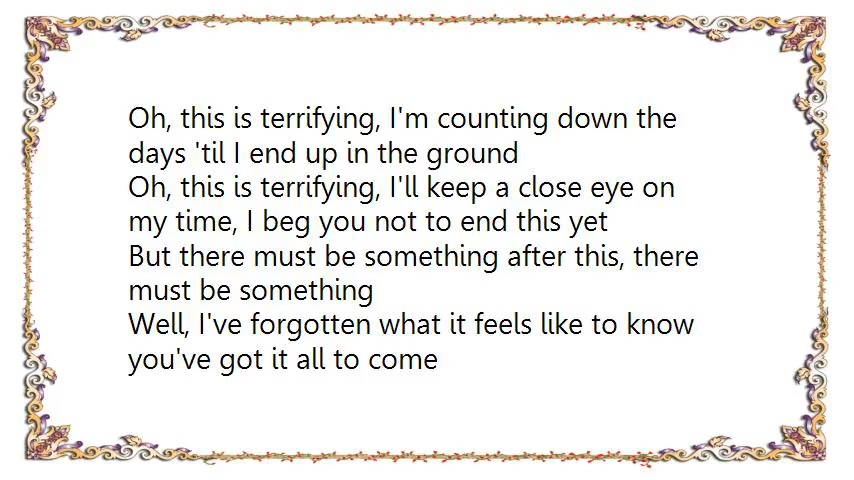 Oh, this is terrifying, I'm counting down the
days 'til I end up in the ground
Oh, this is terrifying, I'll keep a close eye on
my time, I beg you not to end this yet
But there must be something after this, there
must be something
Well, I've forgotten what it feels like to know
you've got it all to come